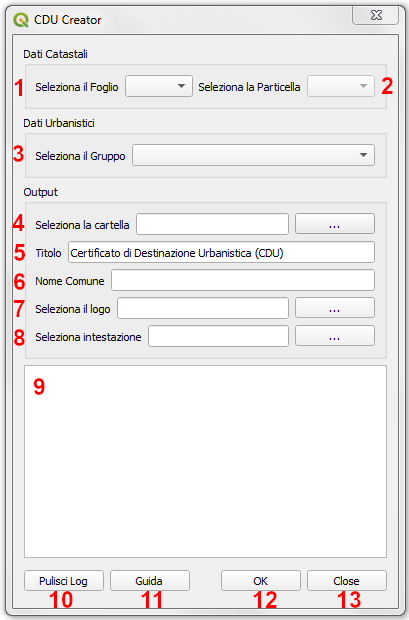 CDU Creator
Dati Catastali
1 Seleziona il Foglio Seleziona la Particella 2
Dati Urbanistici
3 Seleziona il Gruppo
Output
4 Seleziona la cartella ...
5 Titolo Certificato di Destinazione Urbanistica (CDU)
6 Nome Comune
7 Seleziona il logo ...
8 Seleziona intestazione ...
9
Pulisci Log Guida OK Close
10 11 12 13